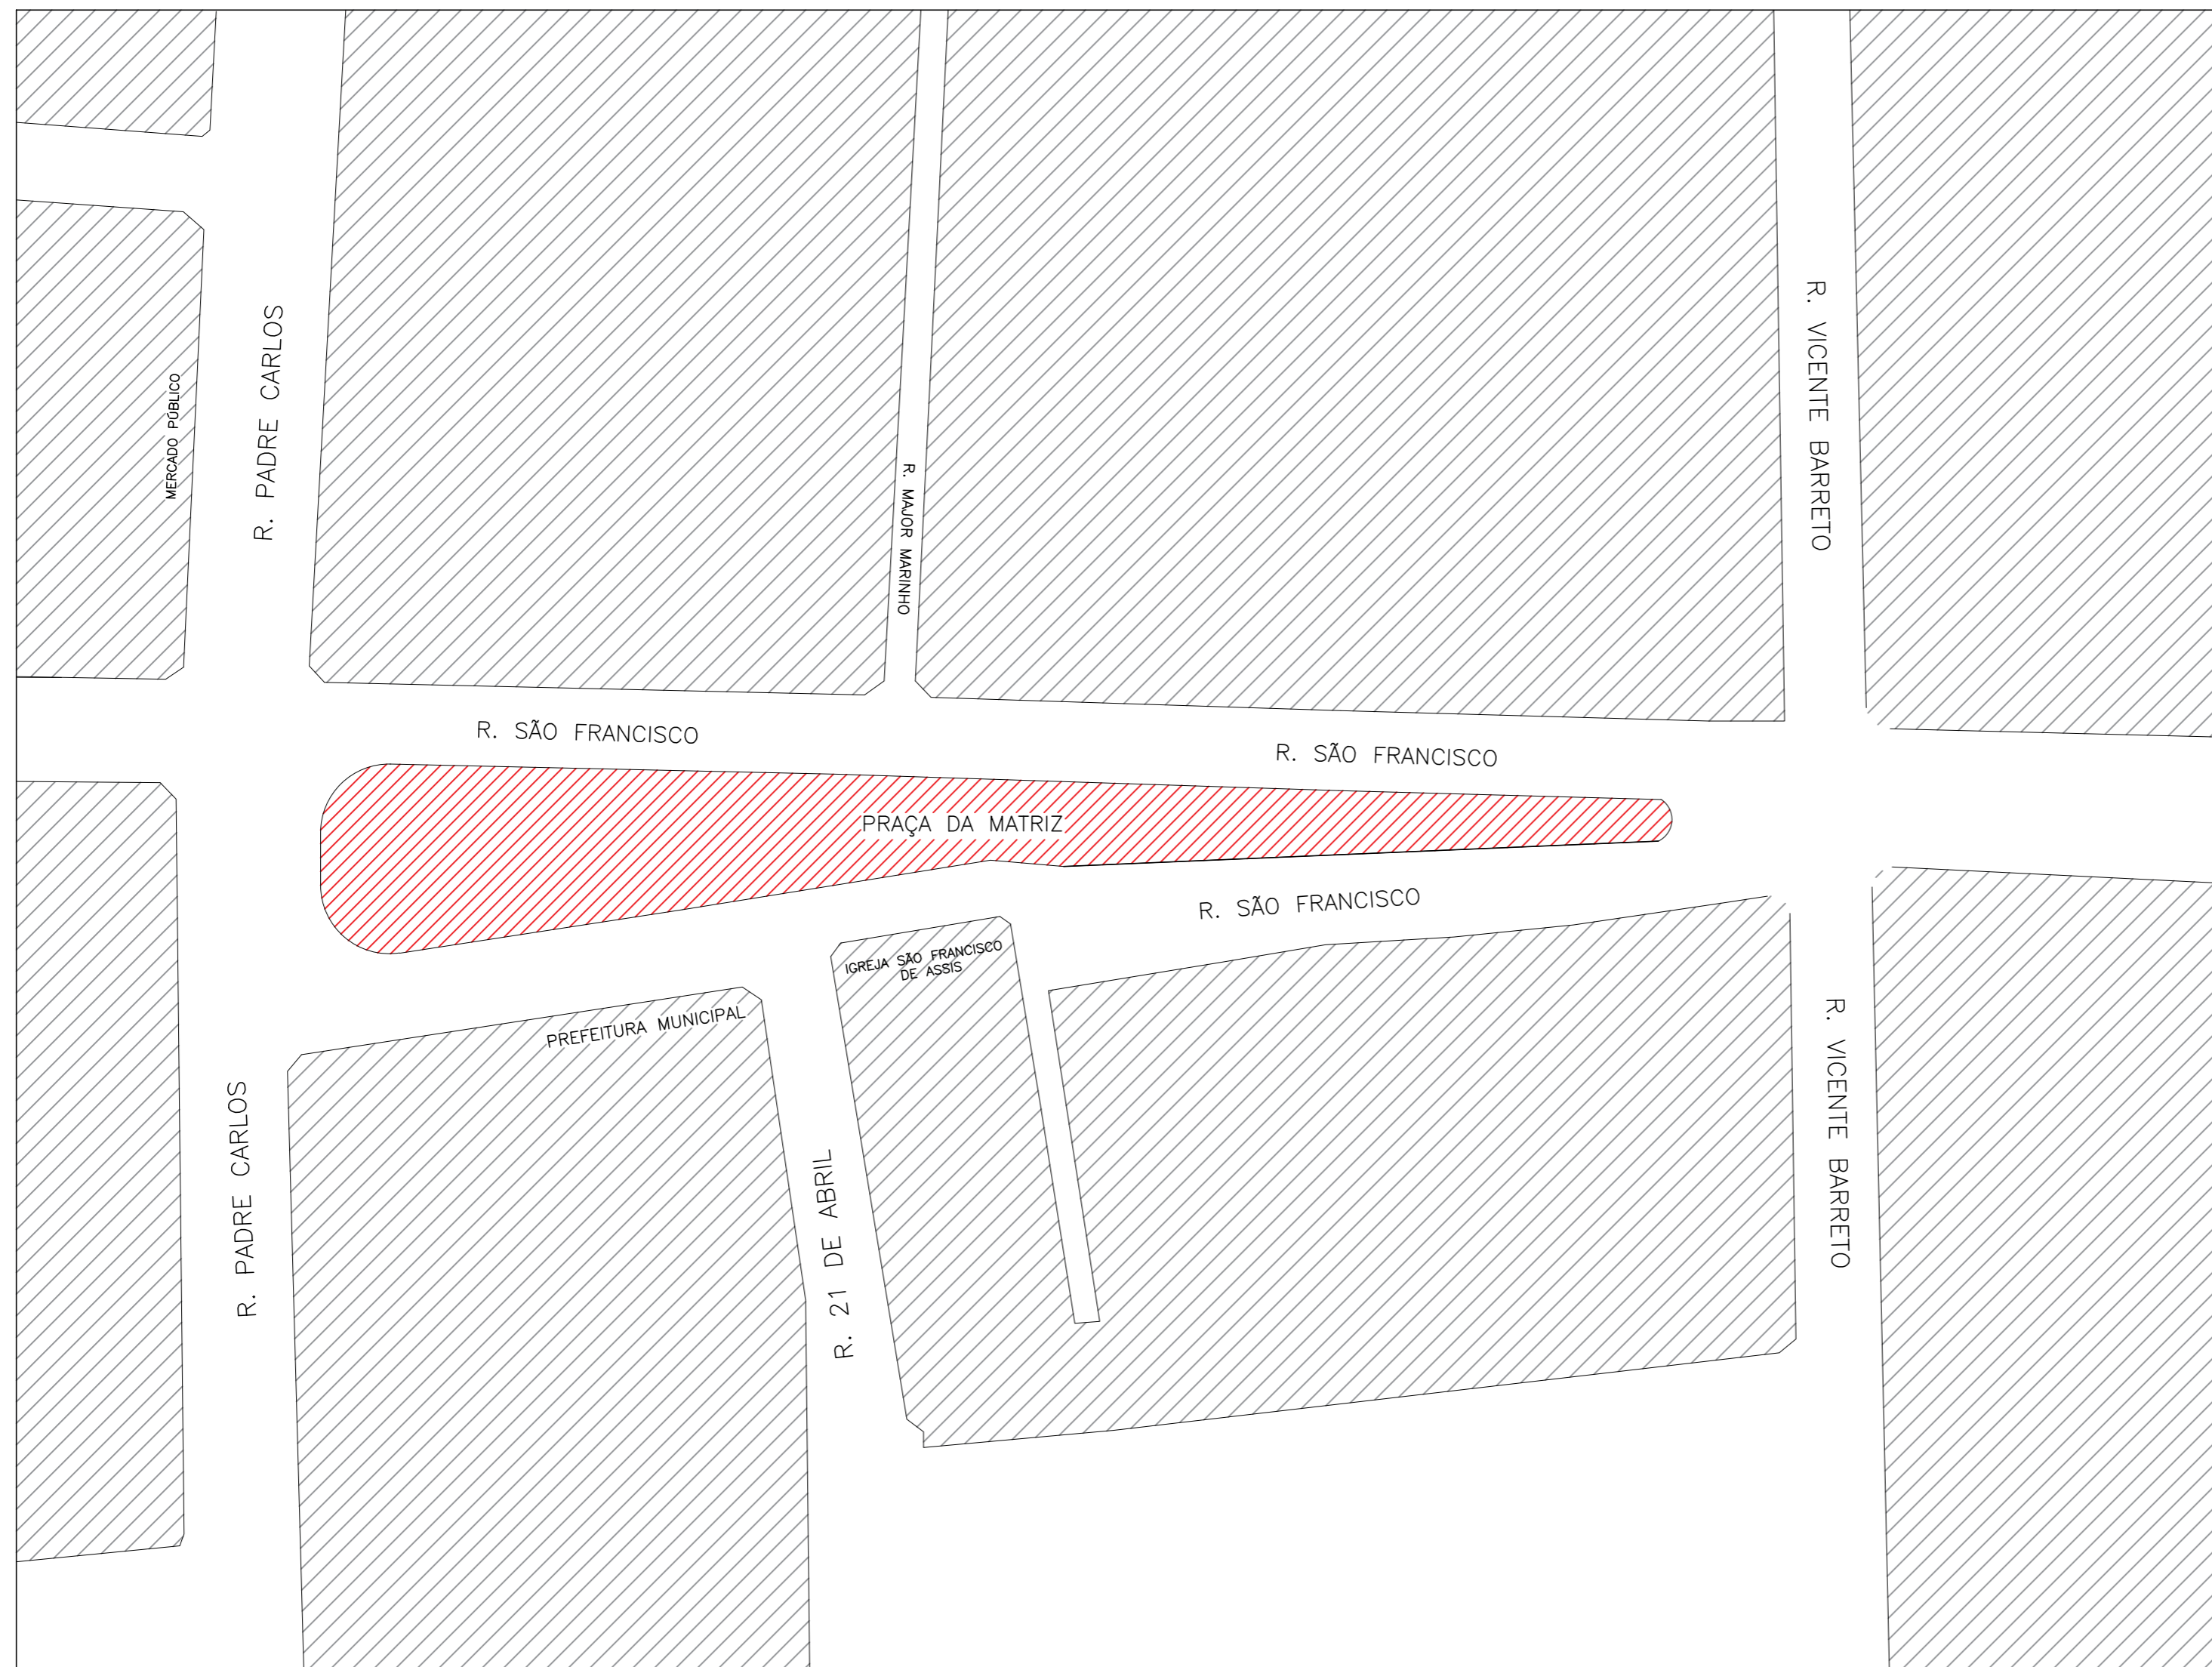 R. PADRE CARLOS
R. VICENTE BARRETO
MERCADO PÚBLICO
R. MAJOR MARINHO
R. SÃO FRANCISCO
R. SÃO FRANCISCO
PRAÇA DA MATRIZ
R. SÃO FRANCISCO
IGREJA SÃO FRANCISCO
DE ASSIS
PREFEITURA MUNICIPAL
R. PADRE CARLOS
R. 21 DE ABRIL
R. VICENTE BARRETO